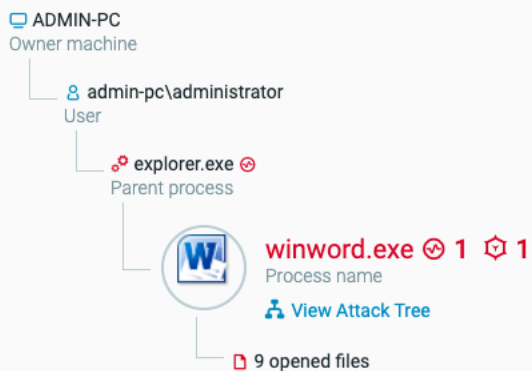 ADMIN-PC
Owner machine
admin-pc\administrator
User
explorer.exe
Parent process
W
winword.exe 1 1
Process name
View Attack Tree
9 opened files